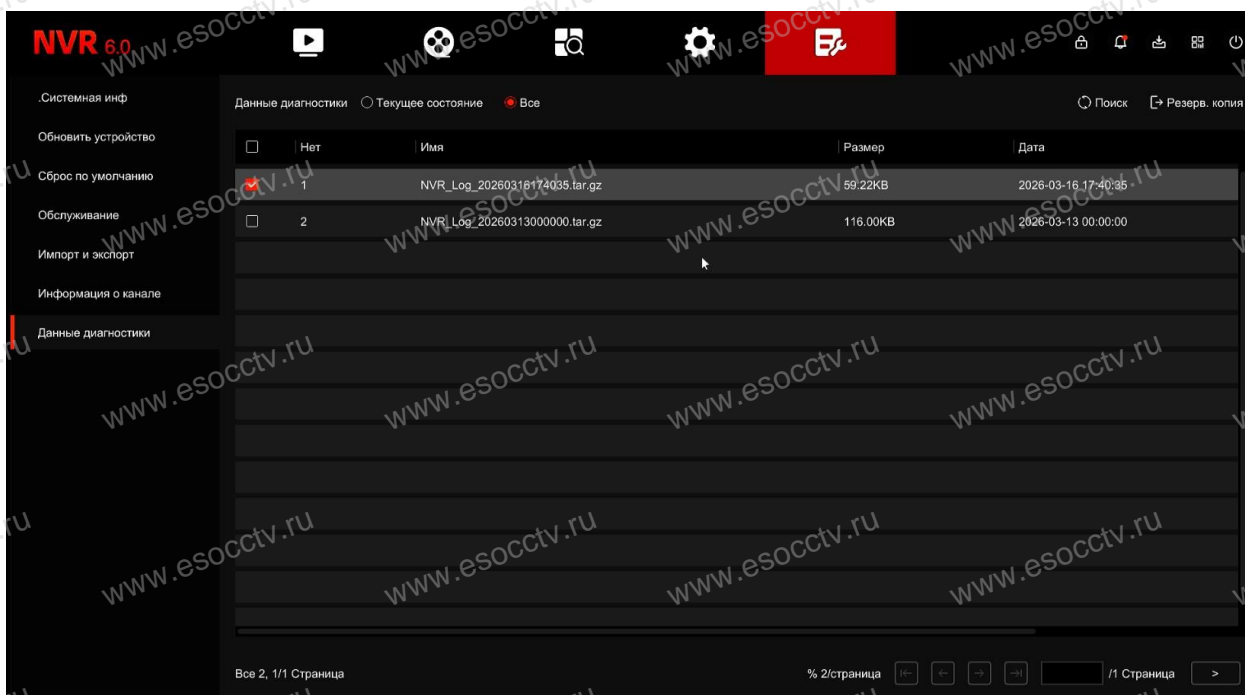 NVR 6.0
.Системная инф
Обновить устройство
Сброс по умолчанию
Обслуживание
Импорт и экспорт
Информация о канале
Данные диагностики
Данные диагностики Текущее состояние Все Поиск Резерв. копия
Нет Имя Размер Дата
1 NVR_Log_20260316174035.tar.gz 59.22KB 2026-03-16 17:40:35
2 NVR_Log_20260313000000.tar.gz 116.00KB 2026-03-13 00:00:00
Все 2, 1/1 Страница % 2/страница /1 Страница >
www.esocctv.ru